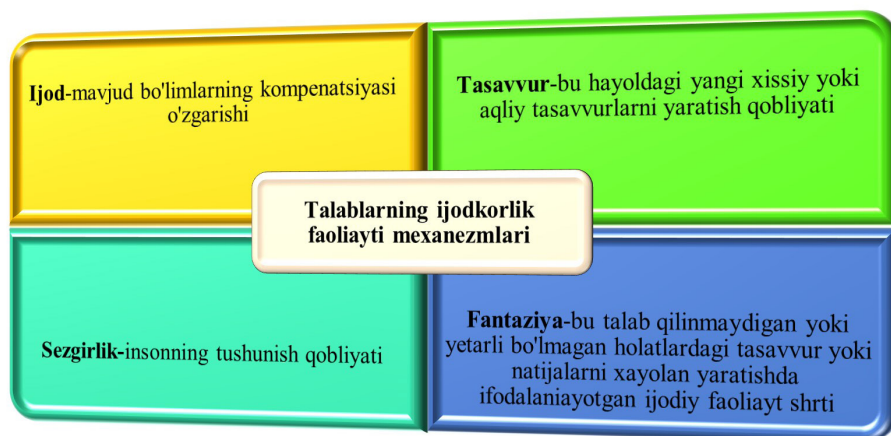 Ijod-mavjud bo'limlarning kompenatsiyasi
o'zgarishi
Tasavvur-bu hayoldagi yangi xissiy yoki
aqliy tasavvurlarni yaratish qobliyati
Talablarning ijodkorlik
faoliayti mexanezmlari
Sezgirlik-insonning tushunish qobliyati
Fantaziya-bu talab qilinmaydigan yoki
yetarli bo'lmagan holatlardagi tasavvur yoki
natijalarni xayolan yaratishda
ifodalaniayotgan ijodiy faoliayt shrti